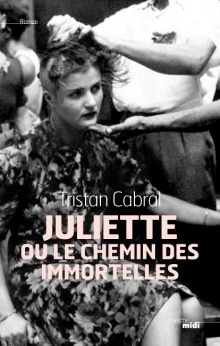 Roman
Tristan Cabral
JULIETTE
OU LE CHEMIN DES
IMMORTELLES
midi